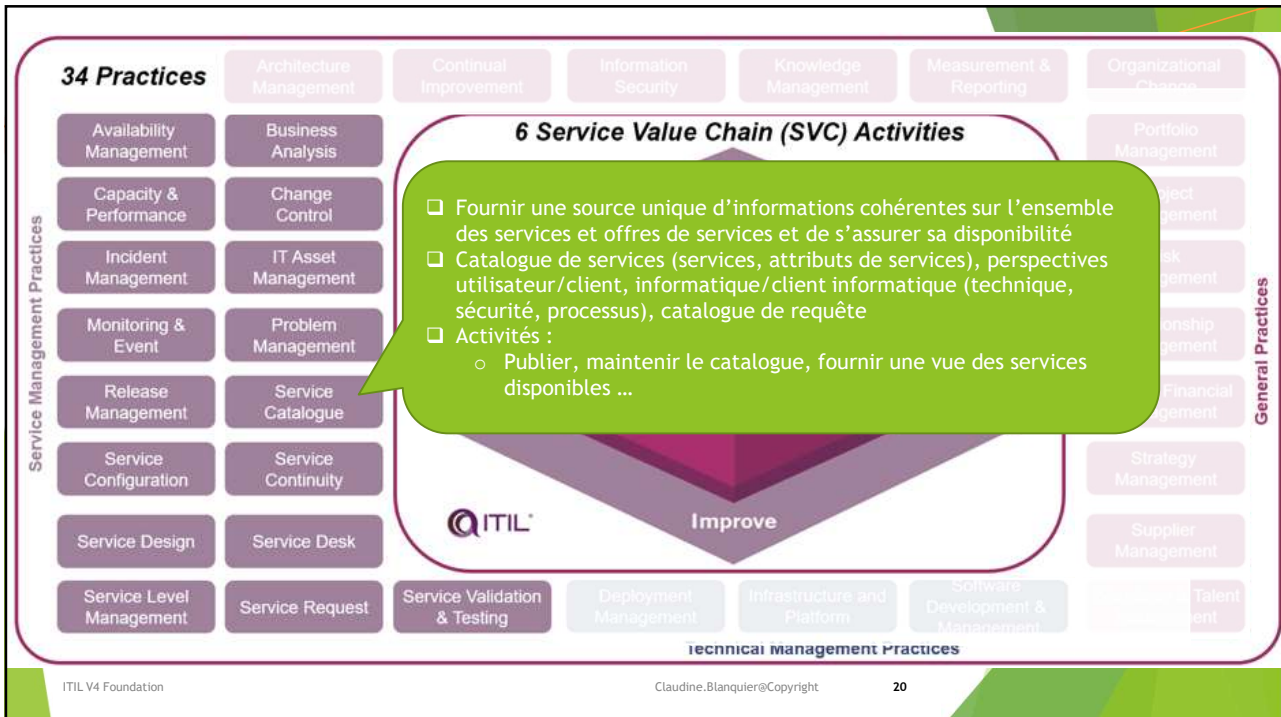 34 Practices
Architecture
Management
Continual
Improvement
Information
Security
Knowledge
Management
Measurement &
Reporting
Organizational
Change
Availability
Management
Business
Analysis
6 Service Value Chain (SVC) Activities
Portfolio
Management
Capacity &
Performance
Change
Control
Incident
Management
IT Asset
Management
Monitoring &
Event
Problem
Management
Release
Management
Service
Catalogue
Service
Configuration
Service
Continuity
Service Design
Service Desk
Service Level
Management
Service Request
Service Validation
& Testing
Deployment
Management
Infrastructure and
Platform
Software
Development &
Management
Talent
Service Management Practices
❑ Fournir une source unique d’informations cohérentes sur l’ensemble
des services et offres de services et de s’assurer sa disponibilité
❑ Catalogue de services (services, attributs de services), perspectives
utilisateur/client, informatique/client informatique (technique,
sécurité, processus), catalogue de requête
❑ Activités :
o Publier, maintenir le catalogue, fournir une vue des services
disponibles …
Financial
Strategy
Management
Supplier
Management
General Practices
ITIL
Improve
Technical Management Practices
ITIL V4 Foundation
Claudine.Blanquier@Copyright
20